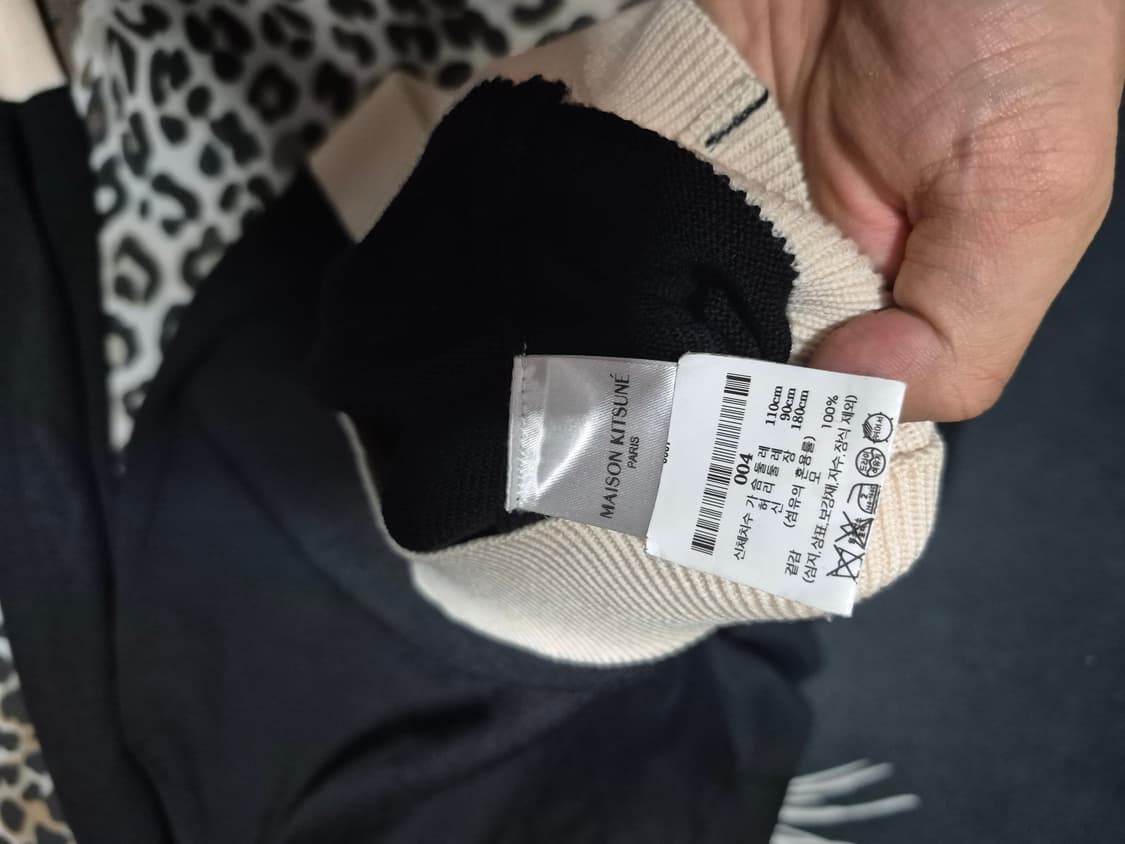 MAISON KITSUNÉ
PARIS
004
신체치수 가슴둘레 110cm
허리둘레 90cm
신 장 180cm
(섬유의 혼용률)
겉감 모 100%
(심지,상표,보강재,자수,장식 제외)